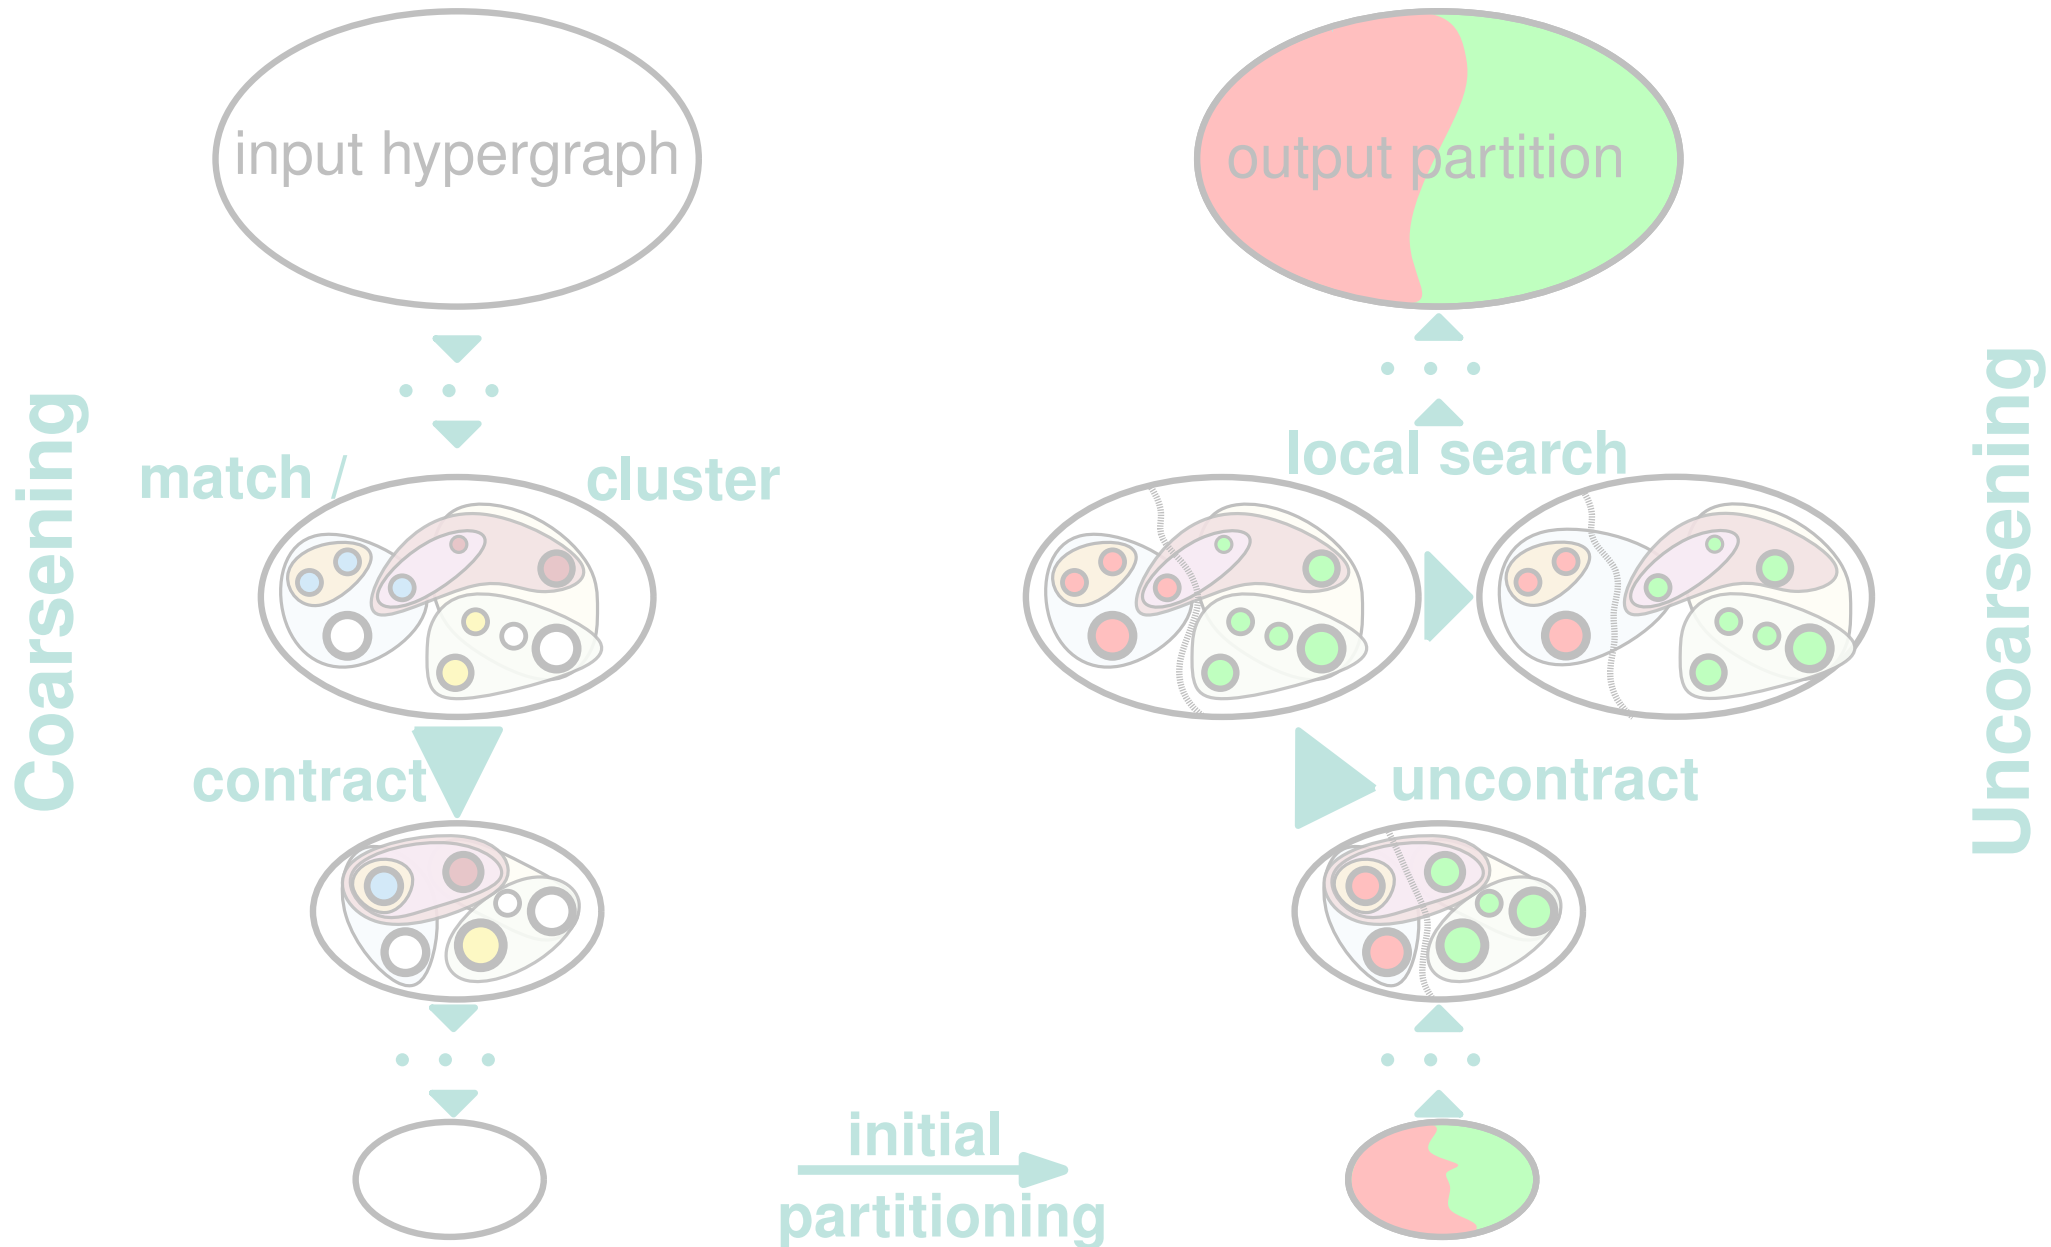 input hypergraph
output partition
Coarsening
match /
cluster
contract
initial
partitioning
local search
uncontract
Uncoarsening